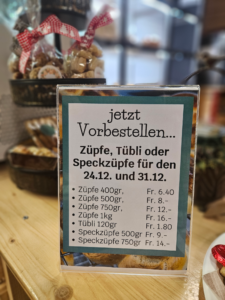 jetzt
Vorbestellen...
Züpfe, Tübli oder
Speckzüpfe für den
24.12. und 31.12.
• Züpfe 400gr, Fr. 6.40
• Züpfe 500gr, Fr. 8.-
• Züpfe 750gr, Fr. 12.-
• Züpfe 1kg Fr. 16.-
• Tübli 120gr Fr. 1.80
• Speckzüpfe 500gr Fr. 9.-
• Speckzüpfe 750gr Fr. 14.-